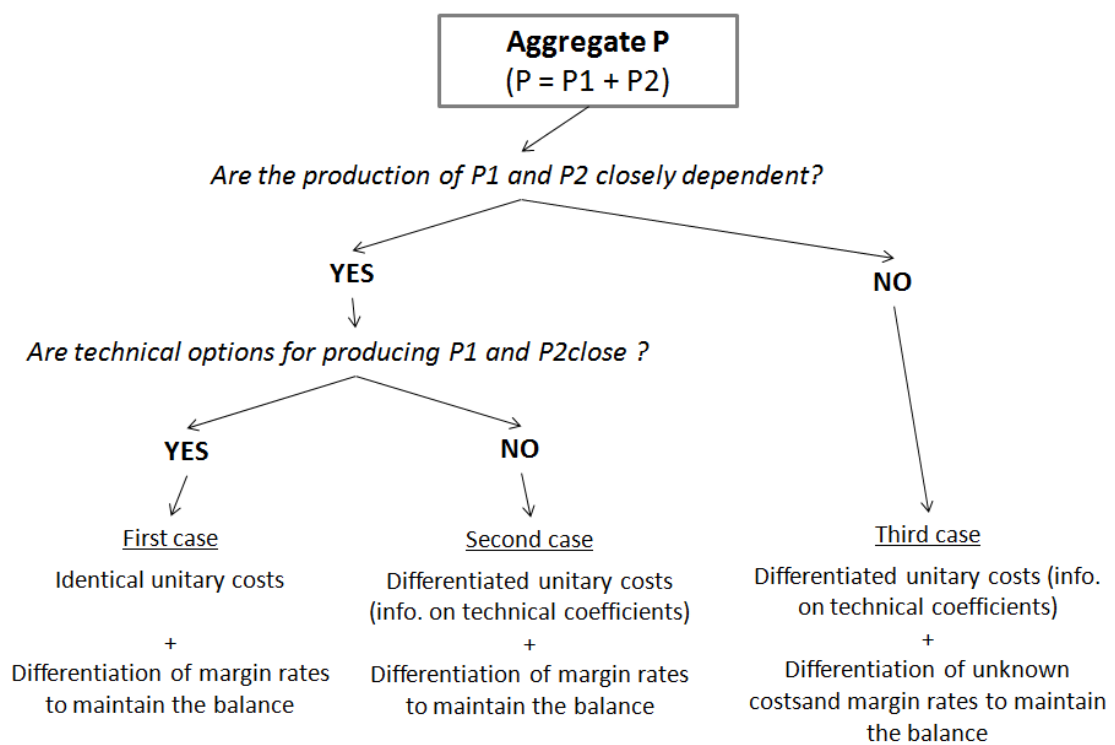 Aggregate P
(P = P1 + P2)
Are the production of P1 and P2 closely dependent?
YES
NO
Are technical options for producing P1 and P2close ?
YES
NO
First case
Identical unitary costs
+
Differentiation of margin rates
to maintain the balance
Second case
Differentiated unitary costs
(info. on technical coefficients)
+
Differentiation of margin rates
to maintain the balance
Third case
Differentiated unitary costs (info.
on technical coefficients)
+
Differentiation of unknown
costsand margin rates to maintain
the balance